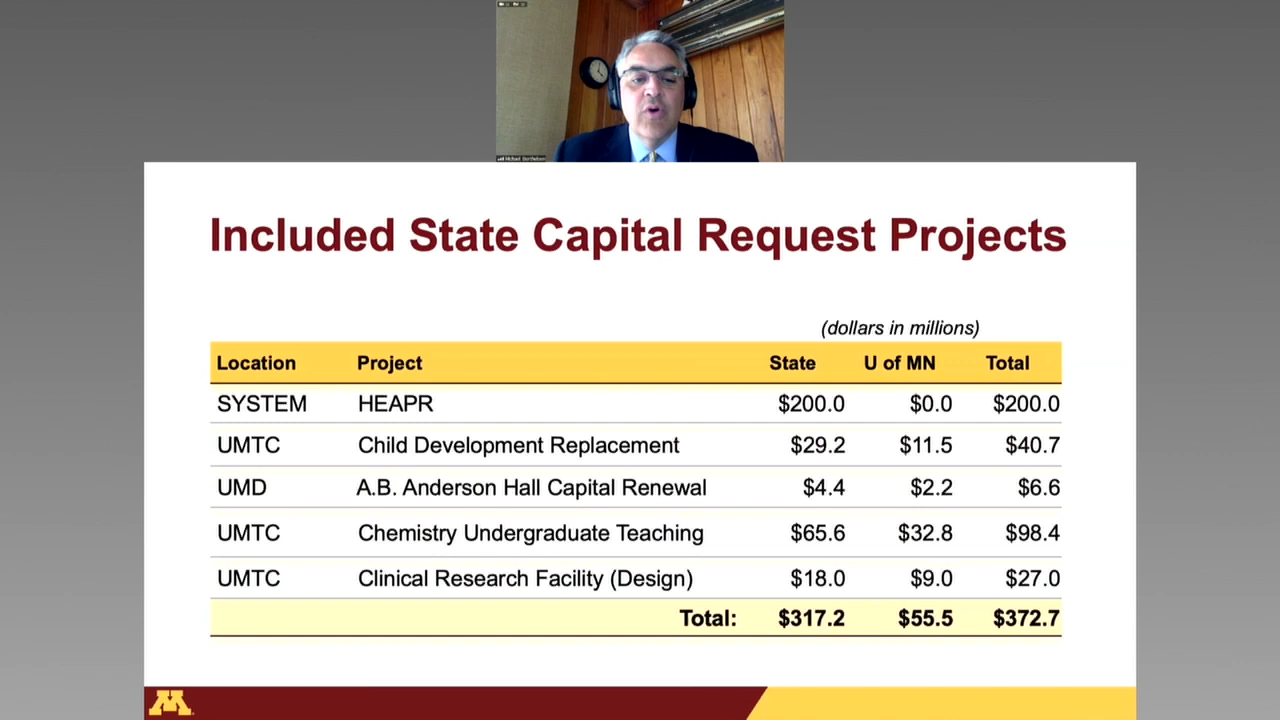 Included State Capital Request Projects
(dollars in millions)
Location Project State U of MN Total
SYSTEM HEAPR $200.0 $0.0 $200.0
UMTC Child Development Replacement $29.2 $11.5 $40.7
UMD A.B. Anderson Hall Capital Renewal $4.4 $2.2 $6.6
UMTC Chemistry Undergraduate Teaching $65.6 $32.8 $98.4
UMTC Clinical Research Facility (Design) $18.0 $9.0 $27.0
Total: $317.2 $55.5 $372.7
M